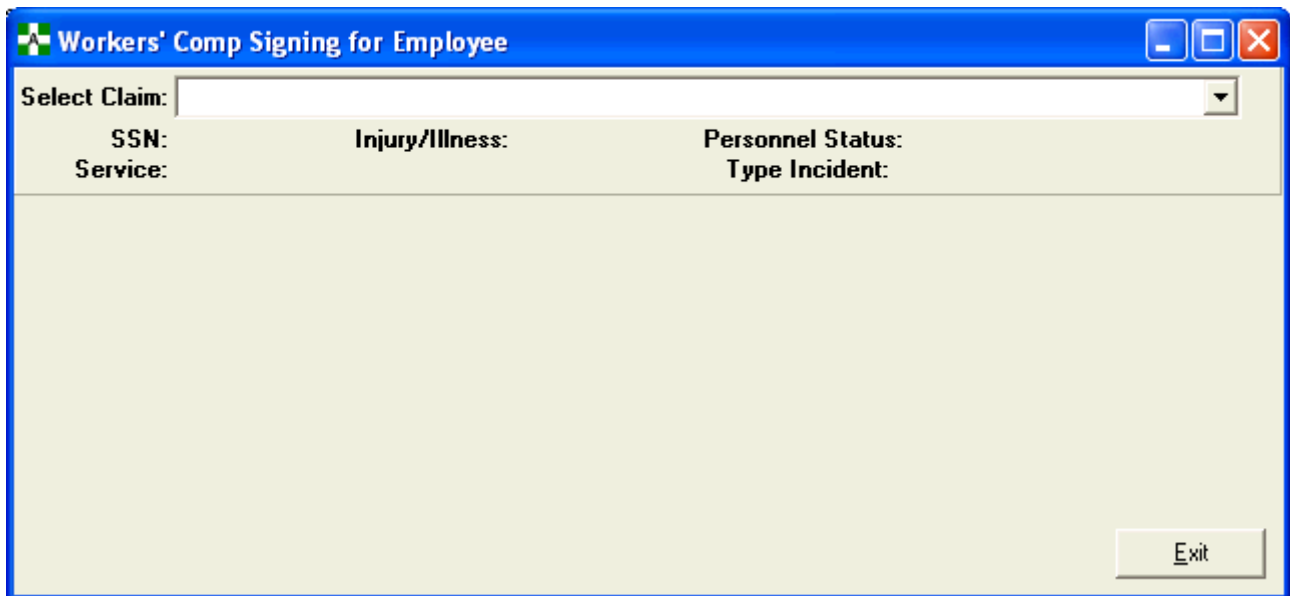 Workers' Comp Signing for Employee
Select Claim:
SSN: Injury/Illness: Personnel Status:
Service: Type Incident:
Exit